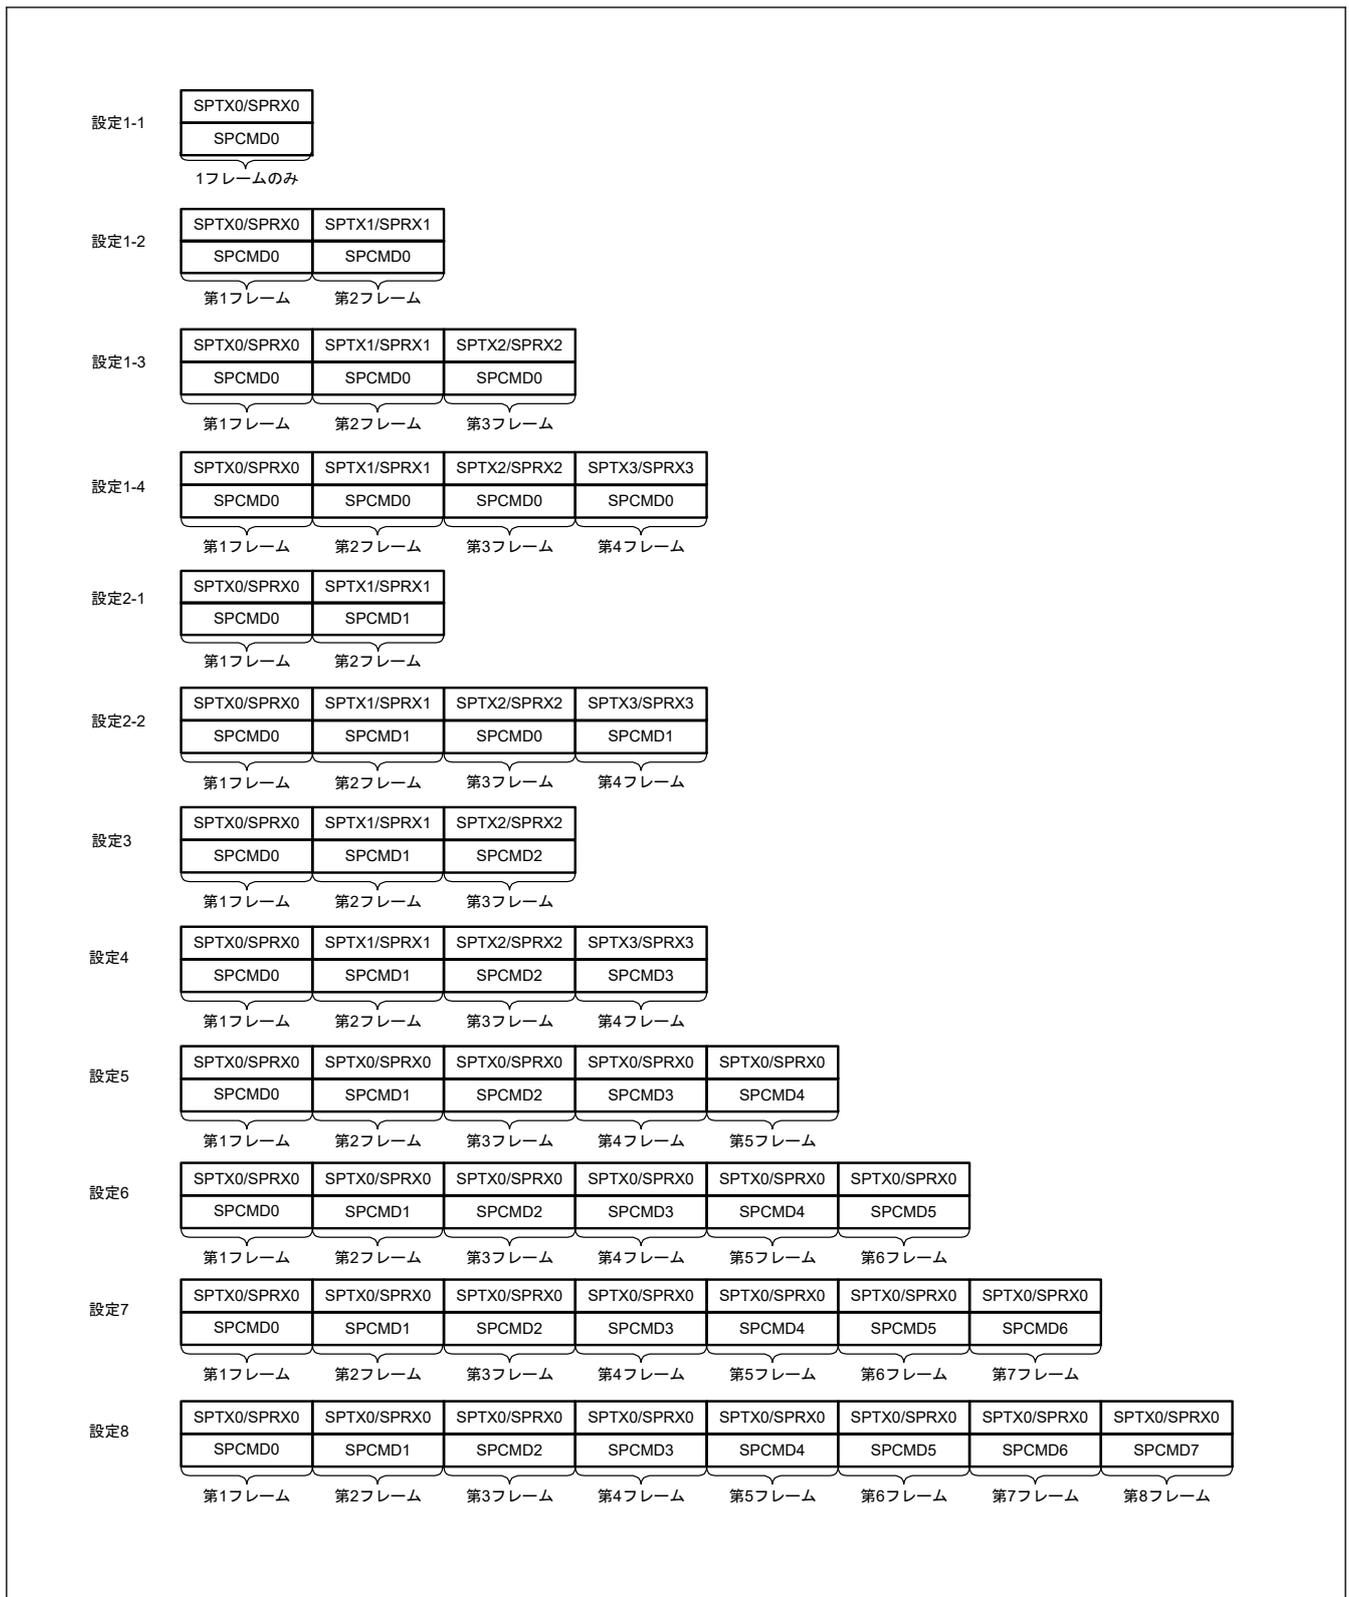 設定1-1
SPTX0/SPRX0
SPCMD0
1フレームのみ
設定1-2
SPTX0/SPRX0 SPTX1/SPRX1
SPCMD0 SPCMD0
第1フレーム 第2フレーム
設定1-3
SPTX0/SPRX0 SPTX1/SPRX1 SPTX2/SPRX2
SPCMD0 SPCMD0 SPCMD0
第1フレーム 第2フレーム 第3フレーム
設定1-4
SPTX0/SPRX0 SPTX1/SPRX1 SPTX2/SPRX2 SPTX3/SPRX3
SPCMD0 SPCMD0 SPCMD0 SPCMD0
第1フレーム 第2フレーム 第3フレーム 第4フレーム
設定2-1
SPTX0/SPRX0 SPTX1/SPRX1
SPCMD0 SPCMD1
第1フレーム 第2フレーム
設定2-2
SPTX0/SPRX0 SPTX1/SPRX1 SPTX2/SPRX2 SPTX3/SPRX3
SPCMD0 SPCMD1 SPCMD0 SPCMD1
第1フレーム 第2フレーム 第3フレーム 第4フレーム
設定3
SPTX0/SPRX0 SPTX1/SPRX1 SPTX2/SPRX2
SPCMD0 SPCMD1 SPCMD2
第1フレーム 第2フレーム 第3フレーム
設定4
SPTX0/SPRX0 SPTX1/SPRX1 SPTX2/SPRX2 SPTX3/SPRX3
SPCMD0 SPCMD1 SPCMD2 SPCMD3
第1フレーム 第2フレーム 第3フレーム 第4フレーム
設定5
SPTX0/SPRX0 SPTX0/SPRX0 SPTX0/SPRX0 SPTX0/SPRX0 SPTX0/SPRX0
SPCMD0 SPCMD1 SPCMD2 SPCMD3 SPCMD4
第1フレーム 第2フレーム 第3フレーム 第4フレーム 第5フレーム
設定6
SPTX0/SPRX0 SPTX0/SPRX0 SPTX0/SPRX0 SPTX0/SPRX0 SPTX0/SPRX0 SPTX0/SPRX0
SPCMD0 SPCMD1 SPCMD2 SPCMD3 SPCMD4 SPCMD5
第1フレーム 第2フレーム 第3フレーム 第4フレーム 第5フレーム 第6フレーム
設定7
SPTX0/SPRX0 SPTX0/SPRX0 SPTX0/SPRX0 SPTX0/SPRX0 SPTX0/SPRX0 SPTX0/SPRX0 SPTX0/SPRX0
SPCMD0 SPCMD1 SPCMD2 SPCMD3 SPCMD4 SPCMD5 SPCMD6
第1フレーム 第2フレーム 第3フレーム 第4フレーム 第5フレーム 第6フレーム 第7フレーム
設定8
SPTX0/SPRX0 SPTX0/SPRX0 SPTX0/SPRX0 SPTX0/SPRX0 SPTX0/SPRX0 SPTX0/SPRX0 SPTX0/SPRX0 SPTX0/SPRX0
SPCMD0 SPCMD1 SPCMD2 SPCMD3 SPCMD4 SPCMD5 SPCMD6 SPCMD7
第1フレーム 第2フレーム 第3フレーム 第4フレーム 第5フレーム 第6フレーム 第7フレーム 第8フレーム